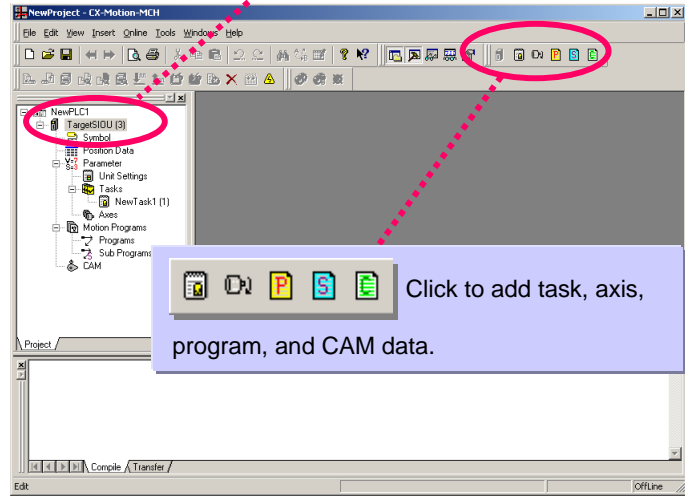 NewProject - CX-Motion-MCH
File Edit View Insert Online Tools Windows Help
NewPLC1
TargetSIOU (3)
Symbol
Position Data
Parameter
Unit Settings
Tasks
NewTask1 (1)
Axes
Motion Programs
Programs
Sub Programs
CAM
P S C
Click to add task, axis,
program, and CAM data.
Project
Compile Transfer
Edit
OffLine